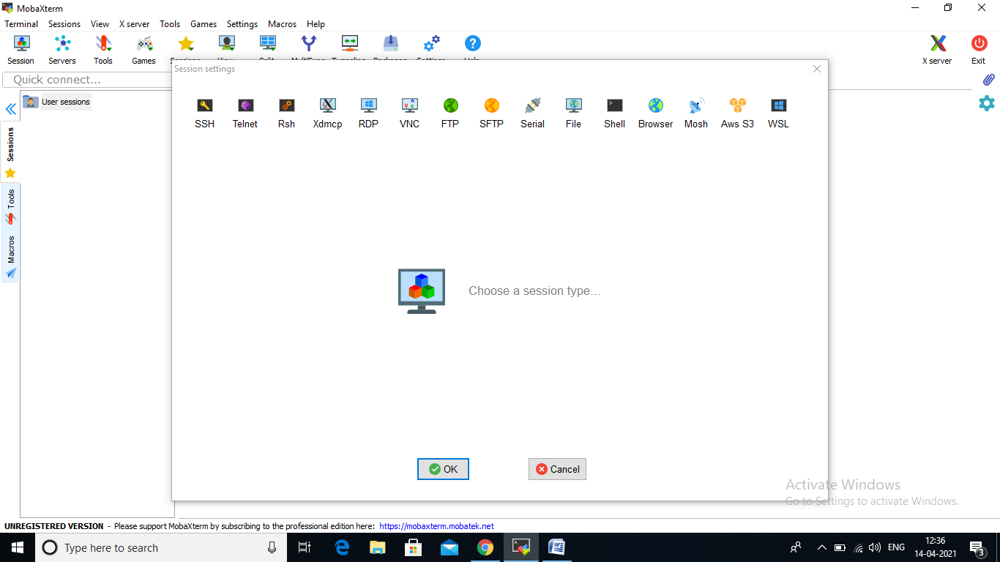 MobaXterm
Terminal Sessions View X server Tools Games Settings Macros Help
Session Servers Tools Games Sessions View Split MultiExec Tunneling Packages Settings Help X server Exit
Quick connect...
Session settings
User sessions
Sessions
Tools
Macros
SSH Telnet Rsh Xdmcp RDP VNC FTP SFTP Serial File Shell Browser Mosh Aws S3 WSL
Choose a session type...
OK Cancel
Activate Windows
Go to Settings to activate Windows.
UNREGISTERED VERSION - Please support MobaXterm by subscribing to the professional edition here: https://mobaxterm.mobatek.net
Type here to search
ENG
12:36
14-04-2021
3